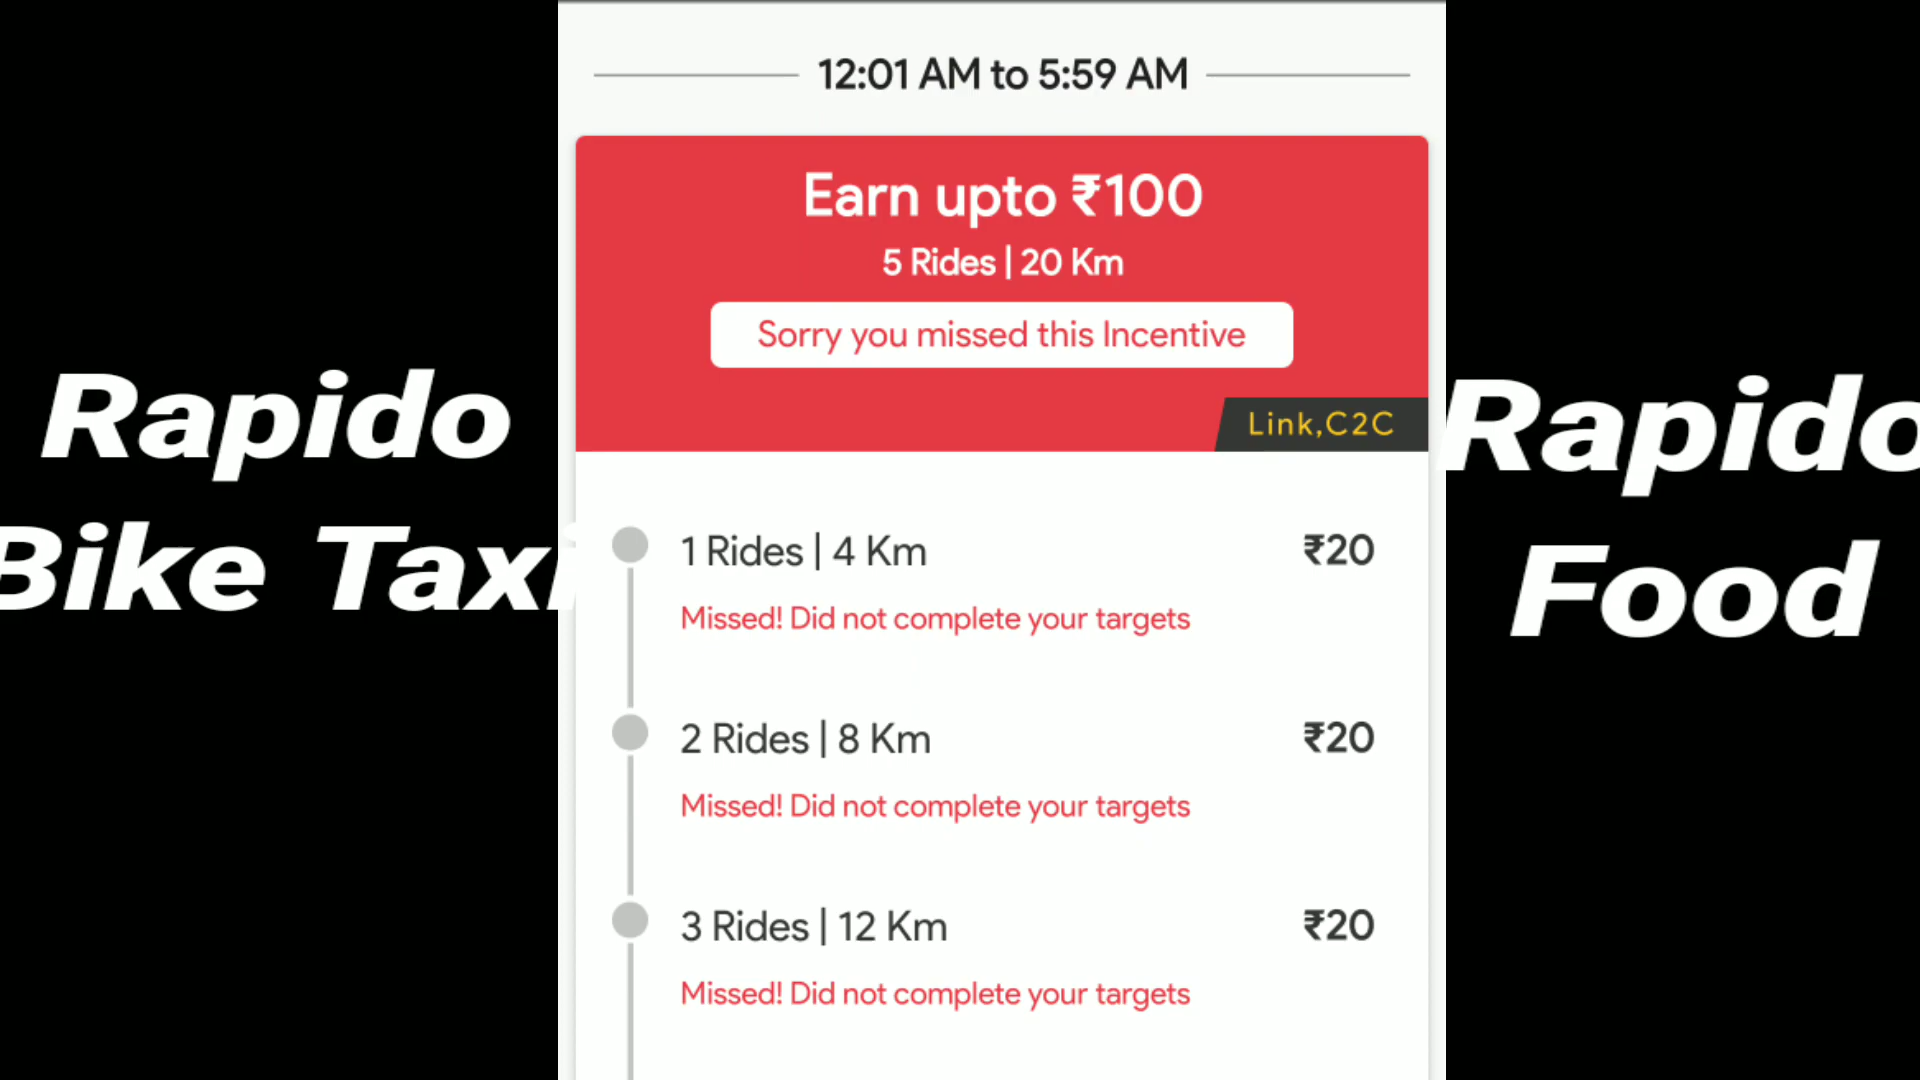 12:01 AM to 5:59 AM
Earn upto ₹100
5 Rides | 20 Km
Sorry you missed this Incentive
Link,C2C
1 Rides | 4 Km ₹20
Missed! Did not complete your targets
2 Rides | 8 Km ₹20
Missed! Did not complete your targets
3 Rides | 12 Km ₹20
Missed! Did not complete your targets
Rapido
Bike Taxi
Rapido
Food